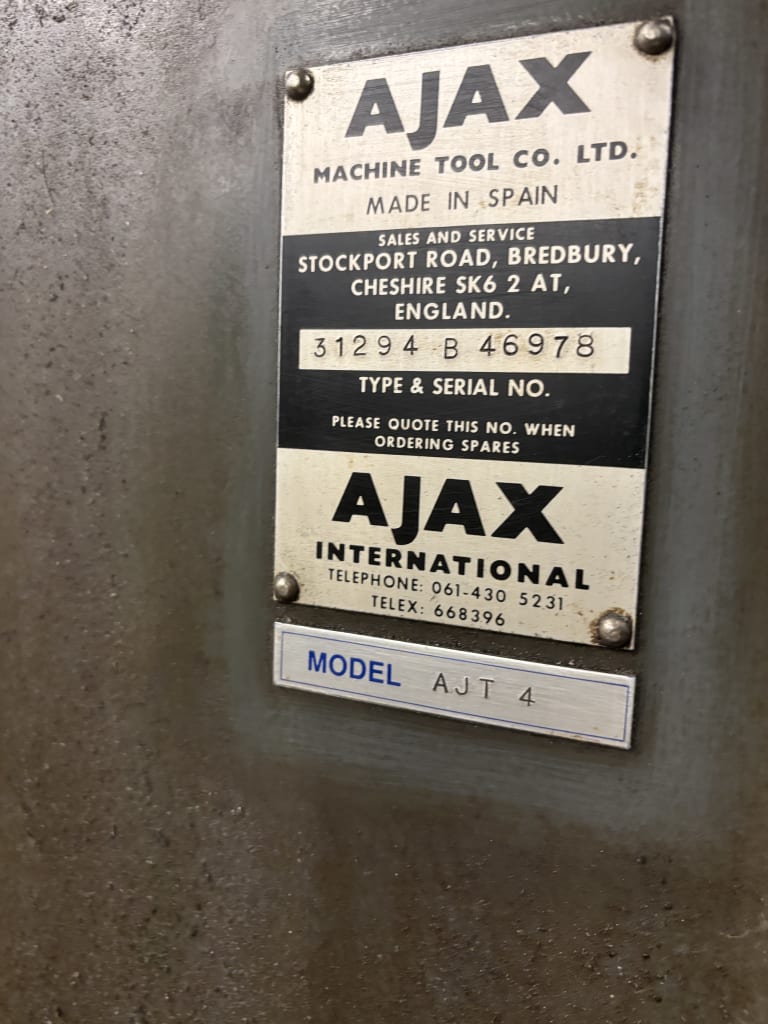 AJAX
MACHINE TOOL CO. LTD.
MADE IN SPAIN
SALES AND SERVICE
STOCKPORT ROAD, BREDBURY,
CHESHIRE SK6 2 AT,
ENGLAND.
31294 B 46978
TYPE & SERIAL NO.
PLEASE QUOTE THIS NO. WHEN
ORDERING SPARES
AJAX
INTERNATIONAL
TELEPHONE: 061-430 5231
TELEX: 668396
MODEL AJT 4